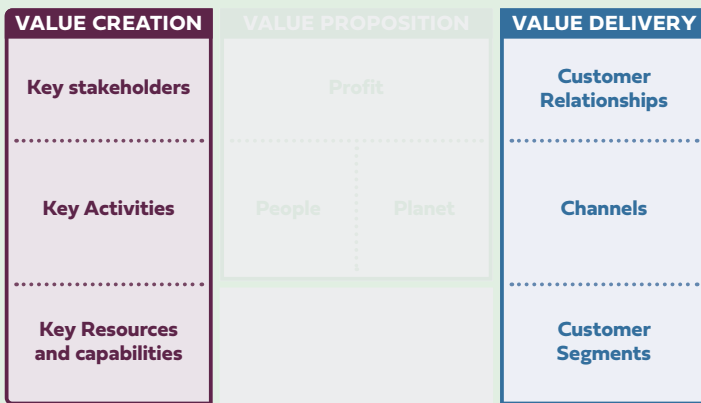 VALUE CREATION
Key stakeholders
Key Activities
Key Resources
and capabilities
VALUE PROPOSITION
Profit
People
Planet
VALUE DELIVERY
Customer
Relationships
Channels
Customer
Segments